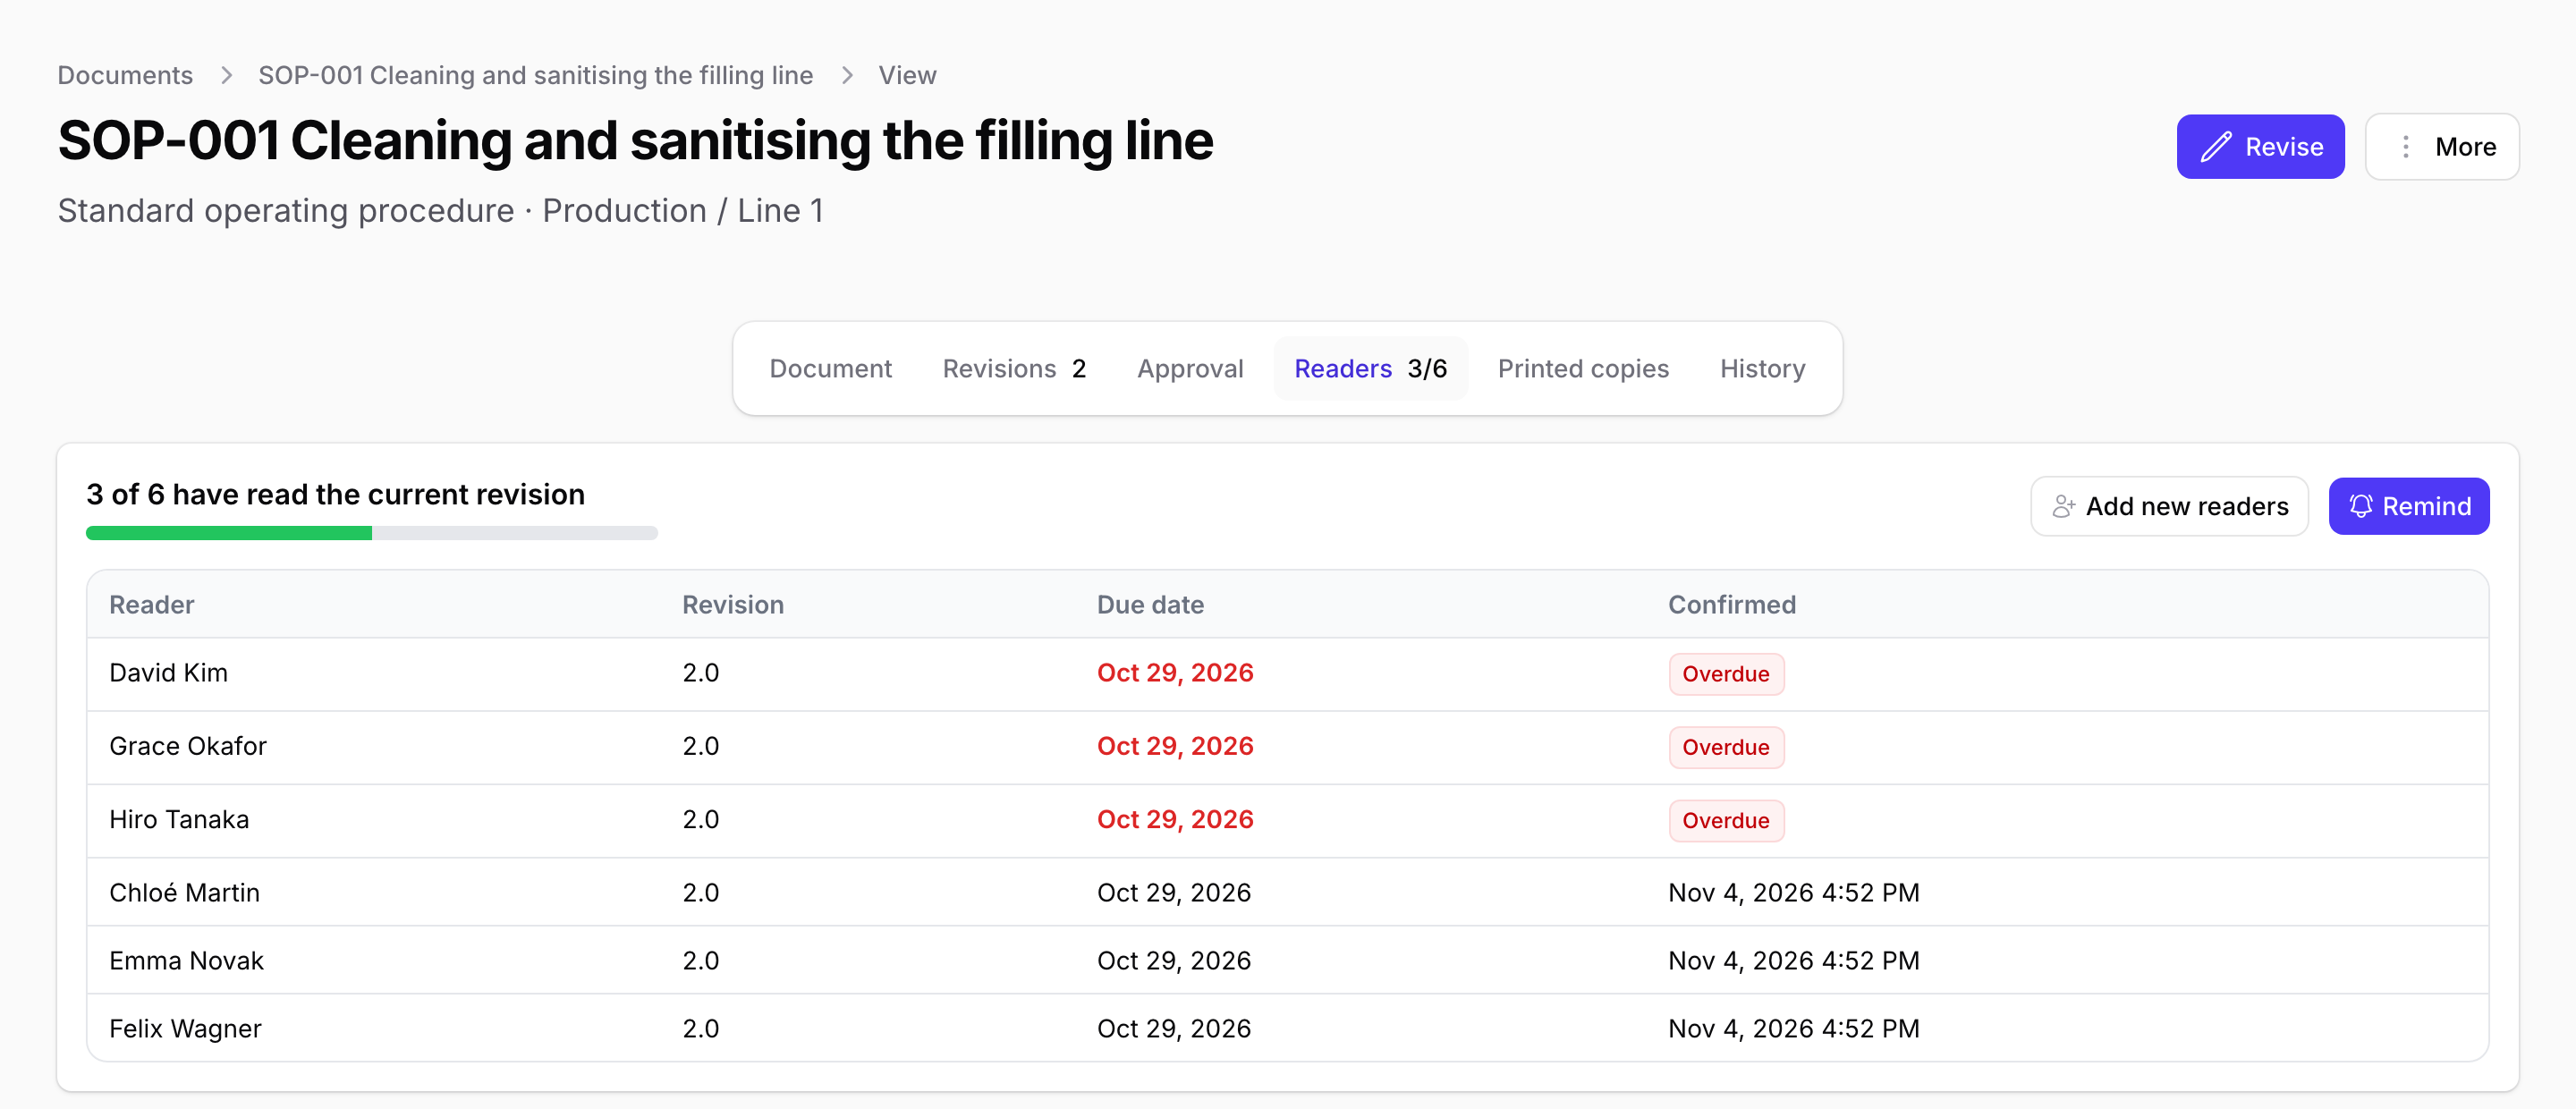 Documents > SOP-001 Cleaning and sanitising the filling line > View
SOP-001 Cleaning and sanitising the filling line
Revise
More
Standard operating procedure · Production / Line 1
Document Revisions 2 Approval Readers 3/6 Printed copies History
3 of 6 have read the current revision
Add new readers
Remind
Reader Revision Due date Confirmed
David Kim 2.0 Oct 29, 2026 Overdue
Grace Okafor 2.0 Oct 29, 2026 Overdue
Hiro Tanaka 2.0 Oct 29, 2026 Overdue
Chloé Martin 2.0 Oct 29, 2026 Nov 4, 2026 4:52 PM
Emma Novak 2.0 Oct 29, 2026 Nov 4, 2026 4:52 PM
Felix Wagner 2.0 Oct 29, 2026 Nov 4, 2026 4:52 PM